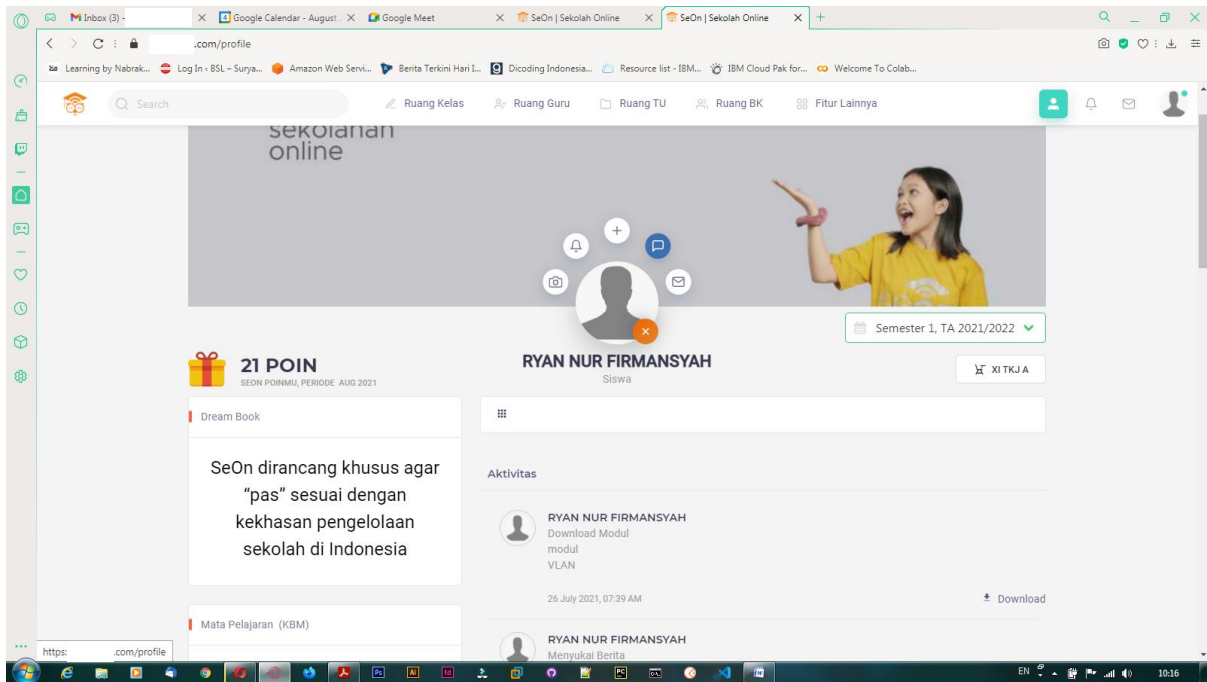 Inbox (3) -
Google Calendar - August
Google Meet
SeOn | Sekolah Online
SeOn | Sekolah Online
.com/profile
Learning by Nabrak...
Log In ‹ BSL – Surya...
Amazon Web Servi...
Berita Terkini Hari I...
Dicoding Indonesia...
Resource list - IBM...
IBM Cloud Pak for...
Welcome To Colab...
Search
Ruang Kelas
Ruang Guru
Ruang TU
Ruang BK
Fitur Lainnya
sekolahan
online
Semester 1, TA 2021/2022
21 POIN
SEON POINMU, PERIODE AUG 2021
RYAN NUR FIRMANSYAH
Siswa
XI TKJ A
Dream Book
SeOn dirancang khusus agar
“pas” sesuai dengan
kekhasan pengelolaan
sekolah di Indonesia
Mata Pelajaran (KBM)
Aktivitas
RYAN NUR FIRMANSYAH
Download Modul
modul
VLAN
26 July 2021, 07:39 AM
Download
RYAN NUR FIRMANSYAH
Menyukai Berita
https: .com/profile
Ps
Ai
Id
PC
EN
10:16